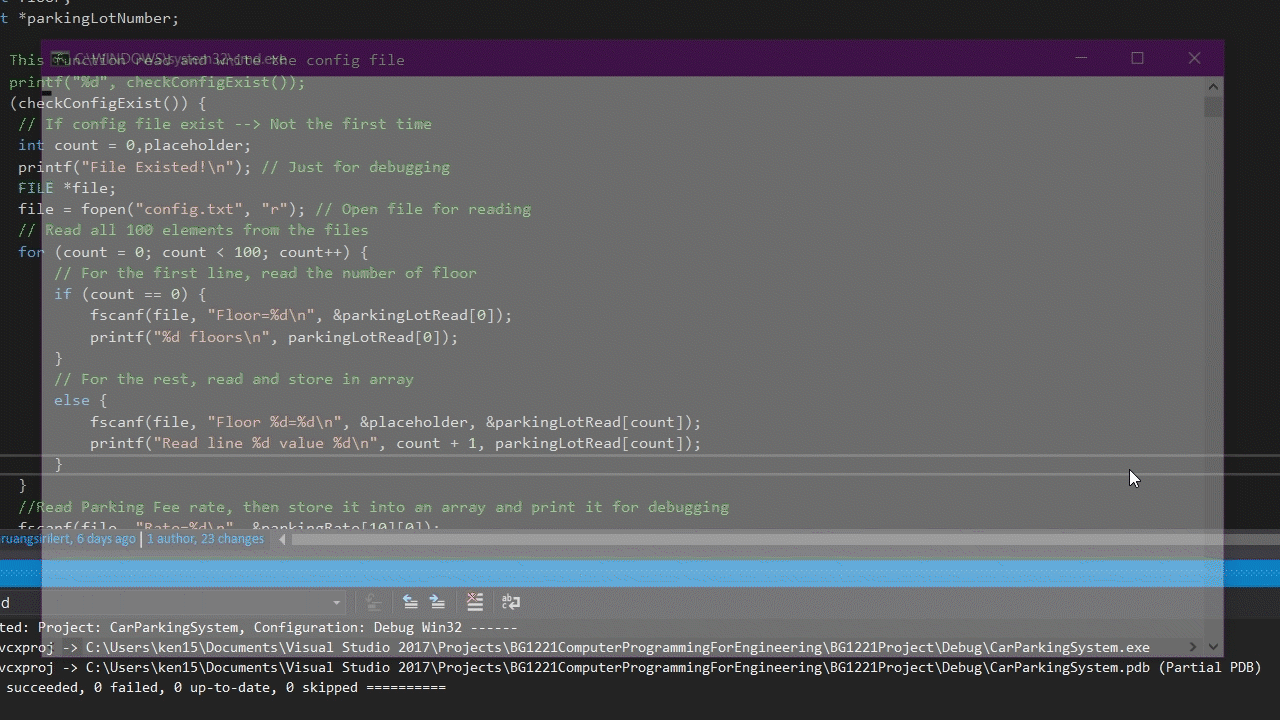 t *parkingLotNumber;
C:\WINDOWS\system32\cmd.exe
This function read and write the config file
printf("%d", checkConfigExist());
(checkConfigExist()) {
// If config file exist --> Not the first time
int count = 0,placeholder;
printf("File Existed!\n"); // Just for debugging
FILE *file;
file = fopen("config.txt", "r"); // Open file for reading
// Read all 100 elements from the files
for (count = 0; count < 100; count++) {
// For the first line, read the number of floor
if (count == 0) {
fscanf(file, "Floor=%d\n", &parkingLotRead[0]);
printf("%d floors\n", parkingLotRead[0]);
}
// For the rest, read and store in array
else {
fscanf(file, "Floor %d=%d\n", &placeholder, &parkingLotRead[count]);
printf("Read line %d value %d\n", count + 1, parkingLotRead[count]);
}
}
//Read Parking Fee rate, then store it into an array and print it for debugging
fscanf(file, "Rate=%d\n", &parkingRate[10][0]);
ruangsirilert, 6 days ago | 1 author, 23 changes
d
ted: Project: CarParkingSystem, Configuration: Debug Win32 ------
vcxproj -> C:\Users\ken15\Documents\Visual Studio 2017\Projects\BG1221ComputerProgrammingForEngineering\BG1221Project\Debug\CarParkingSystem.exe
vcxproj -> C:\Users\ken15\Documents\Visual Studio 2017\Projects\BG1221ComputerProgrammingForEngineering\BG1221Project\Debug\CarParkingSystem.pdb (Partial PDB)
succeeded, 0 failed, 0 up-to-date, 0 skipped ==========